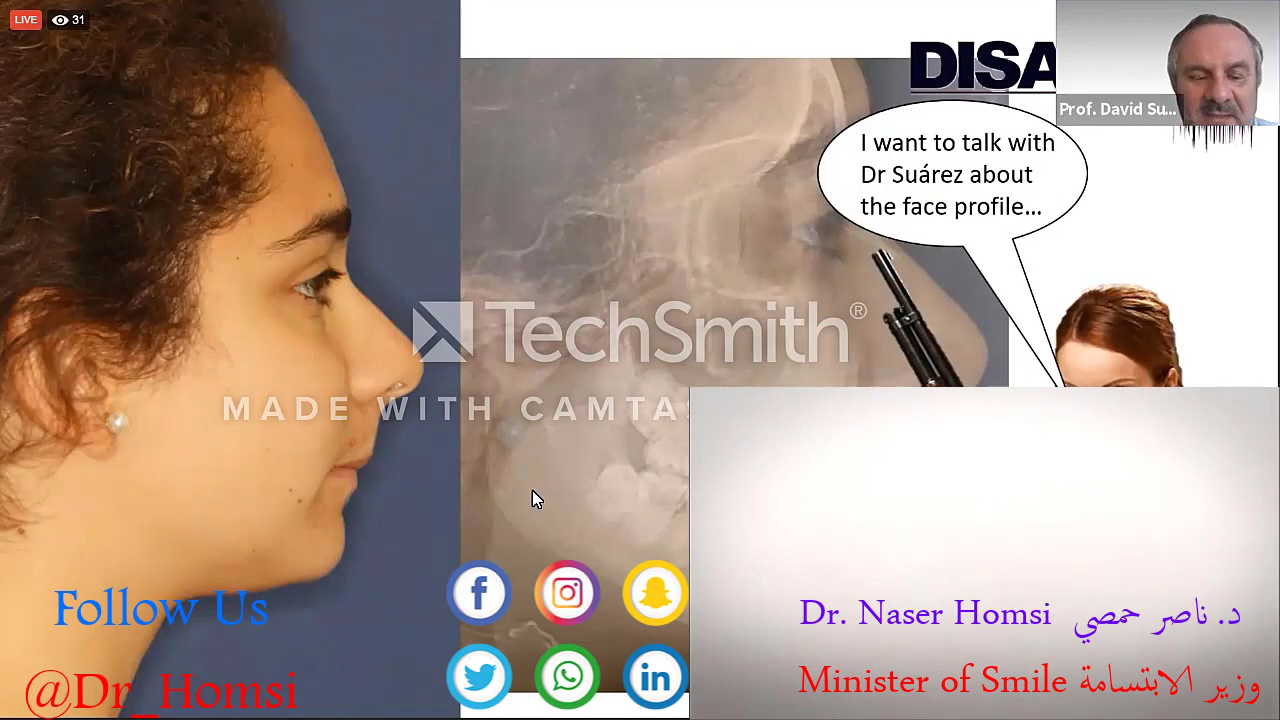 LIVE 31
DISA
Prof. David Su...
I want to talk with
Dr Suárez about
the face profile...
TechSmith®
MADE WITH CAMTAS
Follow Us
@Dr_Homsi
Dr. Naser Homsi د. ناصر حمصي
Minister of Smile وزير الابتسامة